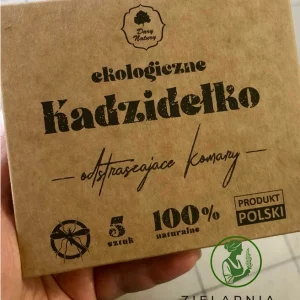 Dary
Natury
ekologiczne
Kadzidełko
odstraszające komary
5
sztuk
100%
naturalne
PRODUKT
POLSKI
ZIELARNIA